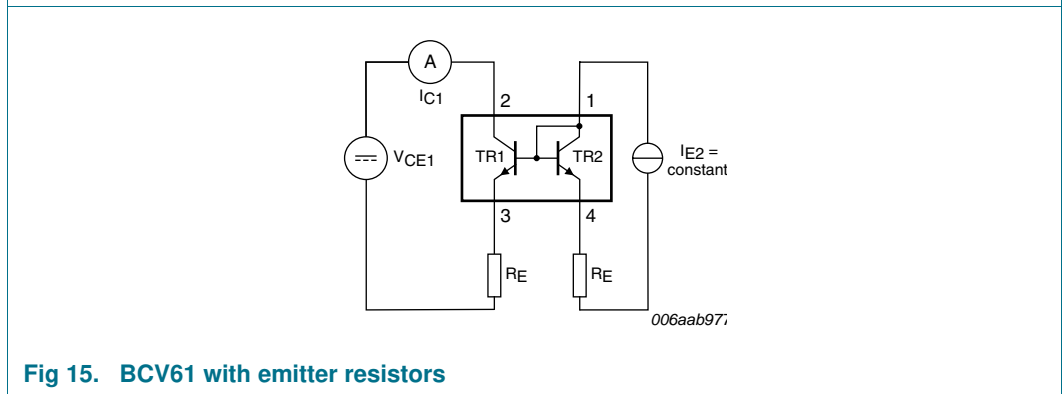 A
IC1
2
1
VCE1
TR1
TR2
IE2 =
constant
3
4
RE
RE
006aab977
Fig 15. BCV61 with emitter resistors